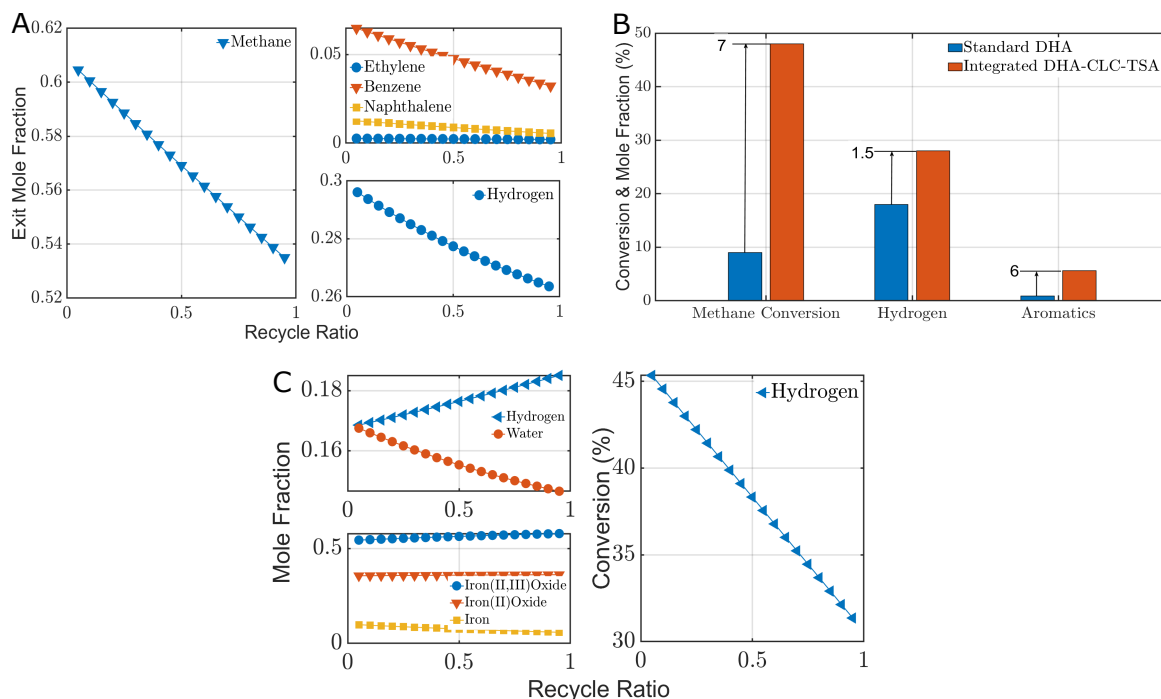 A
0.62
0.6
0.58
0.56
0.54
0.52
Exit Mole Fraction
Methane
0
0.5
1
0.05
0
Ethylene
Benzene
Naphthalene
0
0.5
1
0.3
0.28
0.26
Hydrogen
0
0.5
1
Recycle Ratio
B
50
40
30
20
10
0
Conversion & Mole Fraction (%)
Standard DHA
Integrated DHA-CLC-TSA
7
1.5
6
Methane Conversion
Hydrogen
Aromatics
C
0.18
0.16
Hydrogen
Water
0
0.5
1
Mole Fraction
0.5
0
Iron(II,III)Oxide
Iron(II)Oxide
Iron
0
0.5
1
45
40
35
30
Conversion (%)
Hydrogen
0
0.5
1
Recycle Ratio